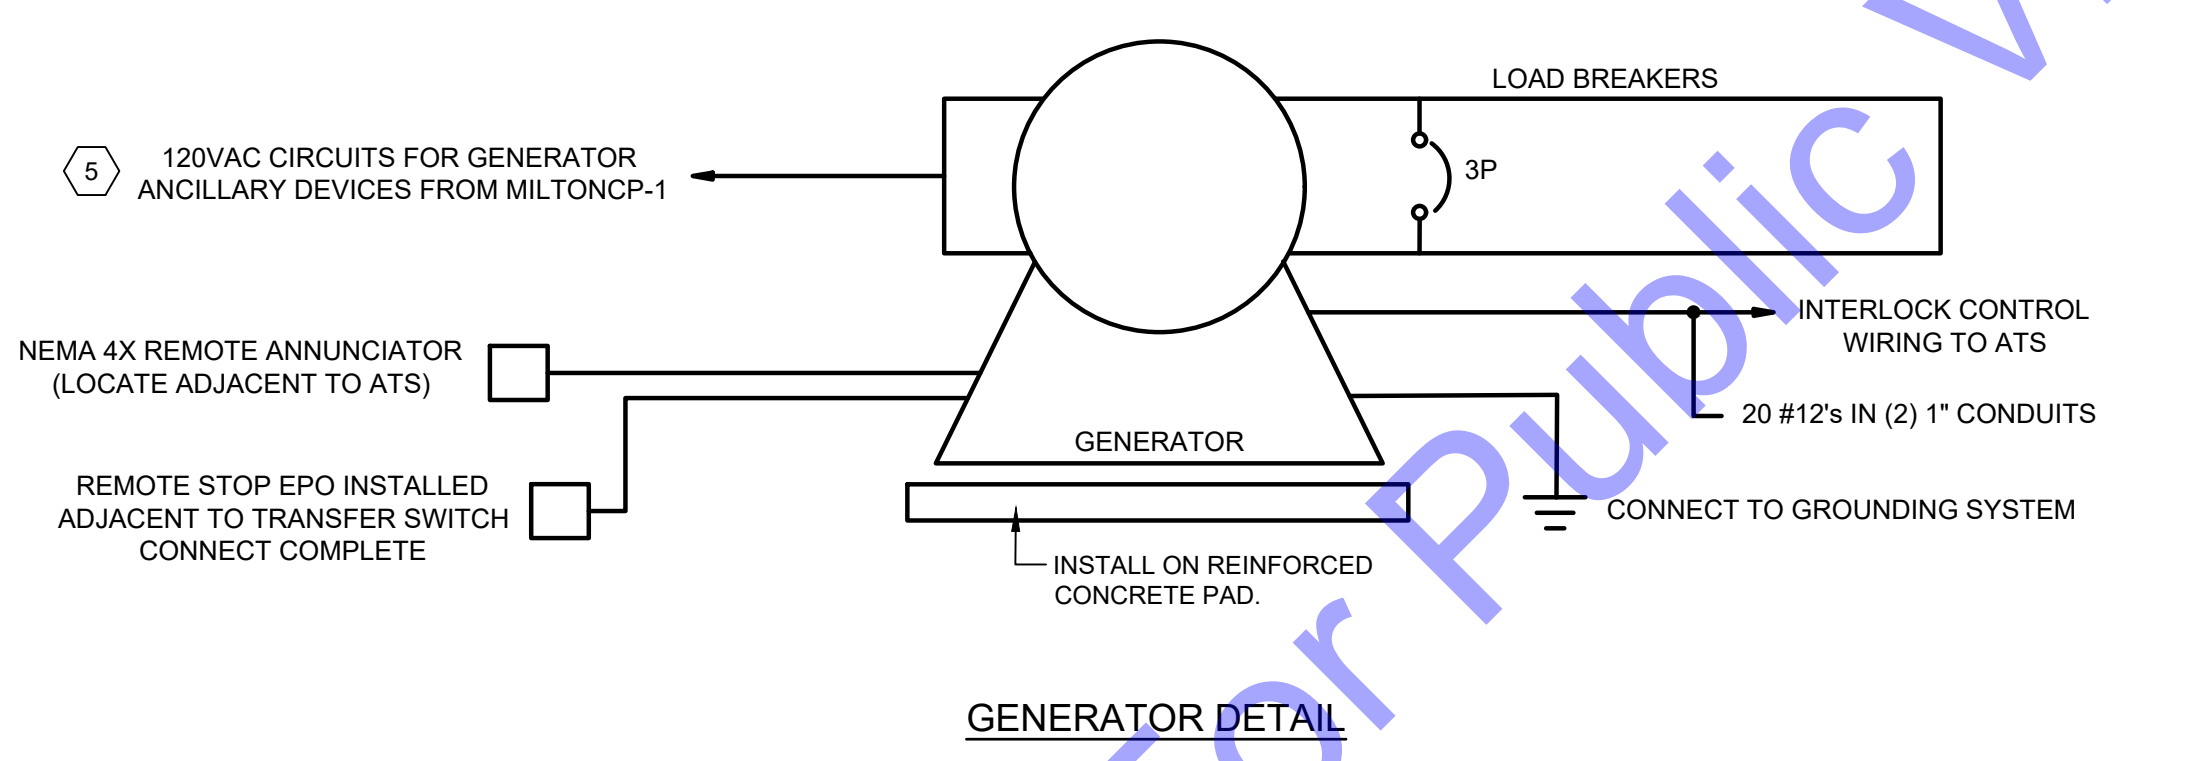 LOAD BREAKERS
5
120VAC CIRCUITS FOR GENERATOR
ANCILLARY DEVICES FROM MILTONCP-1
3P
INTERLOCK CONTROL
WIRING TO ATS
NEMA 4X REMOTE ANNUNCIATOR
(LOCATE ADJACENT TO ATS)
20 #12's IN (2) 1" CONDUITS
GENERATOR
REMOTE STOP EPO INSTALLED
ADJACENT TO TRANSFER SWITCH
CONNECT COMPLETE
CONNECT TO GROUNDING SYSTEM
INSTALL ON REINFORCED
CONCRETE PAD.
GENERATOR DETAIL
For Public